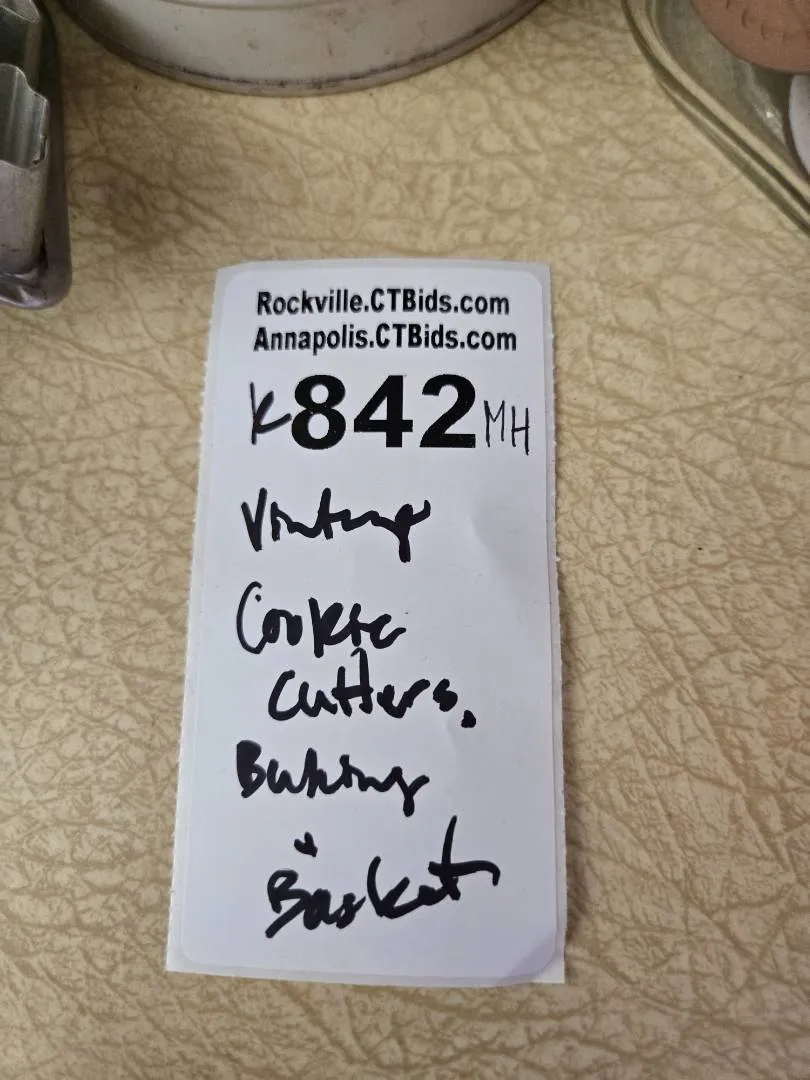 Rockville.CTBids.com
Annapolis.CTBids.com
K842MH
Vintage
Cookie
Cutters,
Baking
&
Basket